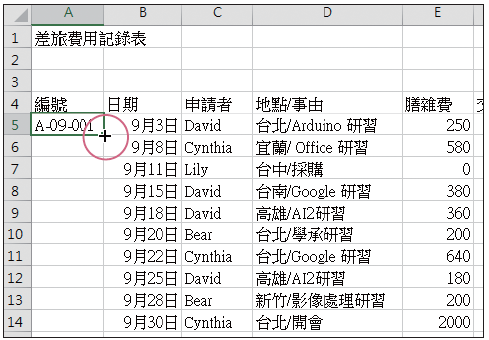 A B C D E
1 差旅費用記錄表
2
3
4 編號 日期 申請者 地點/事由 膳雜費
5 A-09-001 9月3日 David 台北/Arduino 研習 250
6 9月8日 Cynthia 宜蘭/ Office 研習 580
7 9月11日 Lily 台中/採購 0
8 9月15日 David 台南/Google 研習 380
9 9月18日 David 高雄/AI2研習 360
10 9月20日 Bear 台北/學承研習 200
11 9月22日 Cynthia 台北/Google 研習 640
12 9月25日 David 高雄/AI2研習 180
13 9月28日 Bear 新竹/影像處理研習 200
14 9月30日 Cynthia 台北/開會 2000